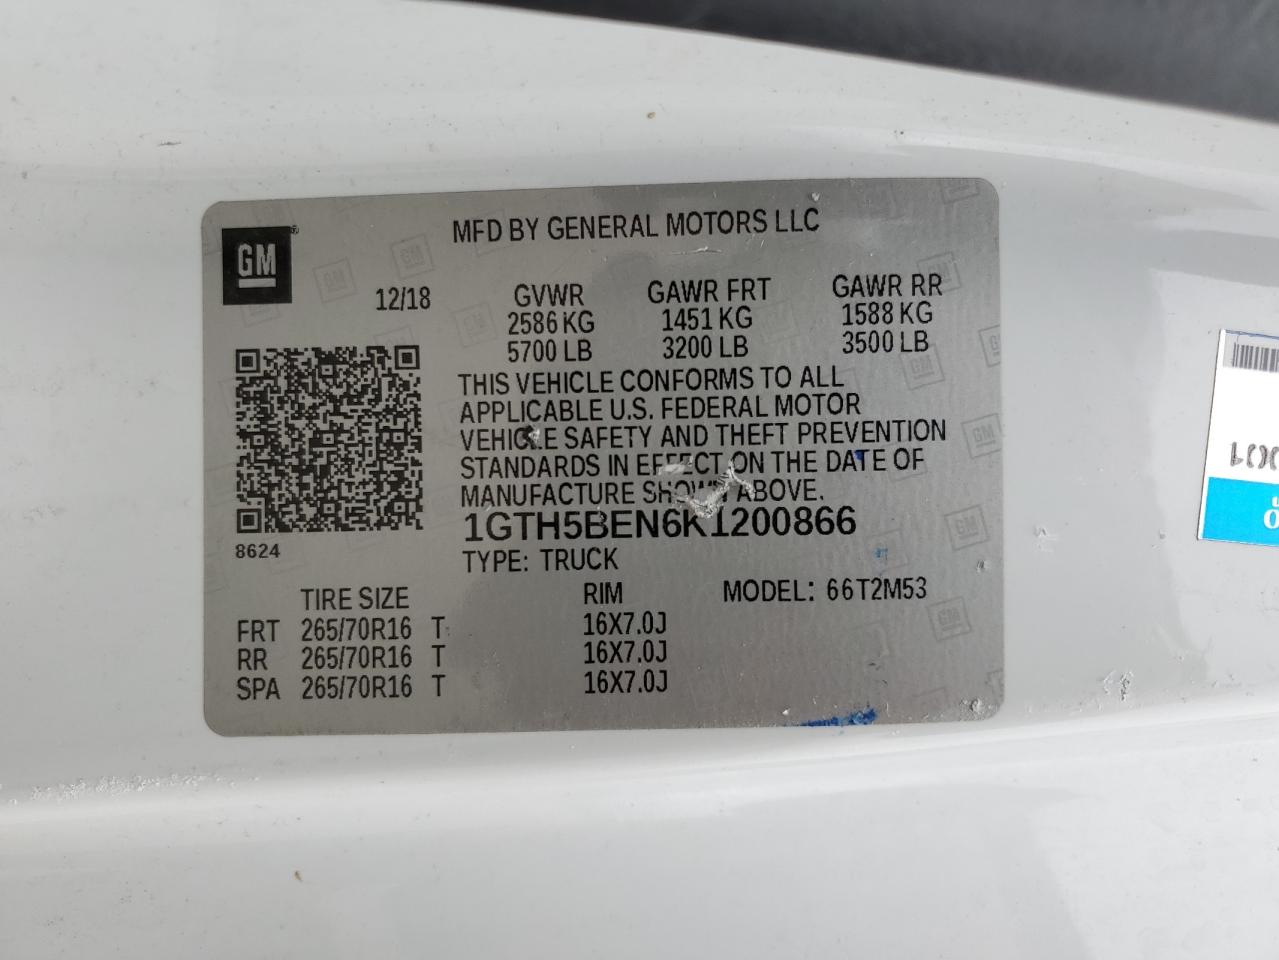 GM
MFD BY GENERAL MOTORS LLC
12/18
GVWR GAWR FRT GAWR RR
2586 KG 1451 KG 1588 KG
5700 LB 3200 LB 3500 LB
THIS VEHICLE CONFORMS TO ALL
APPLICABLE U.S. FEDERAL MOTOR
VEHICLE SAFETY AND THEFT PREVENTION
STANDARDS IN EFFECT ON THE DATE OF
MANUFACTURE SHOWN ABOVE.
1GTH5BEN6K1200866
8624
TYPE: TRUCK
TIRE SIZE RIM MODEL: 66T2M53
FRT 265/70R16 T 16X7.0J
RR 265/70R16 T 16X7.0J
SPA 265/70R16 T 16X7.0J